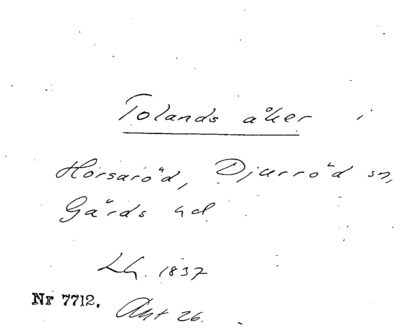 Tolands åker i
Horsaröd, Djurröd sn,
Gärds hd
Lh. 1837
Nr 7712. Akt 26.